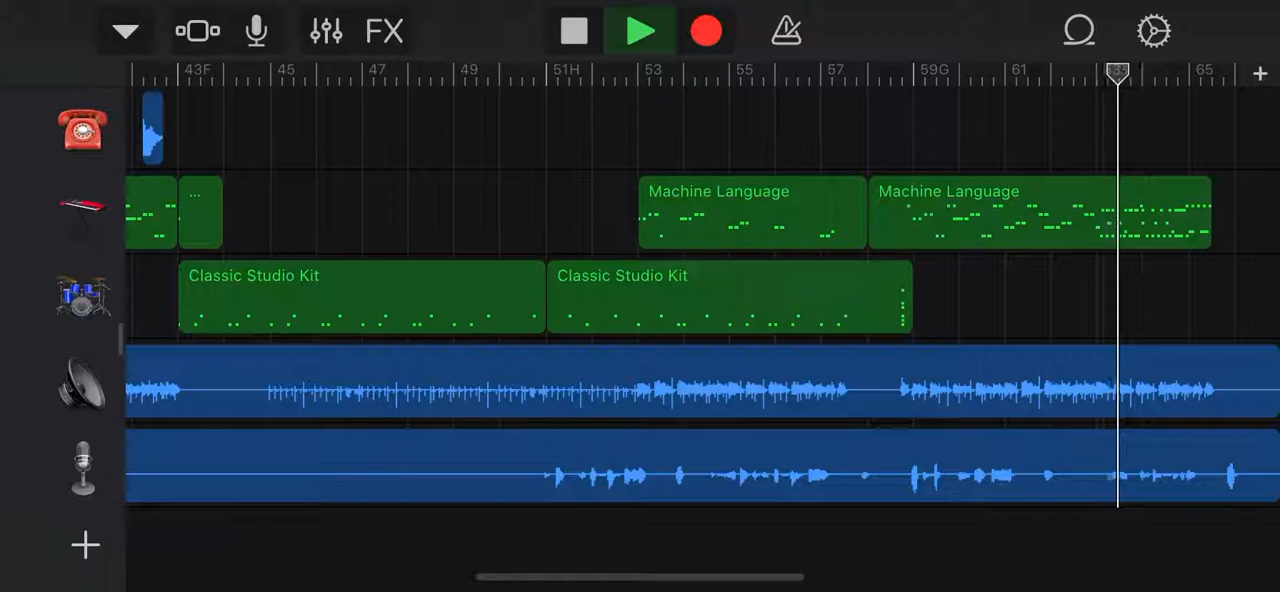 FX
43F 45 47 49 51H 53 55 57 59G 61 65
... Machine Language Machine Language
Classic Studio Kit Classic Studio Kit